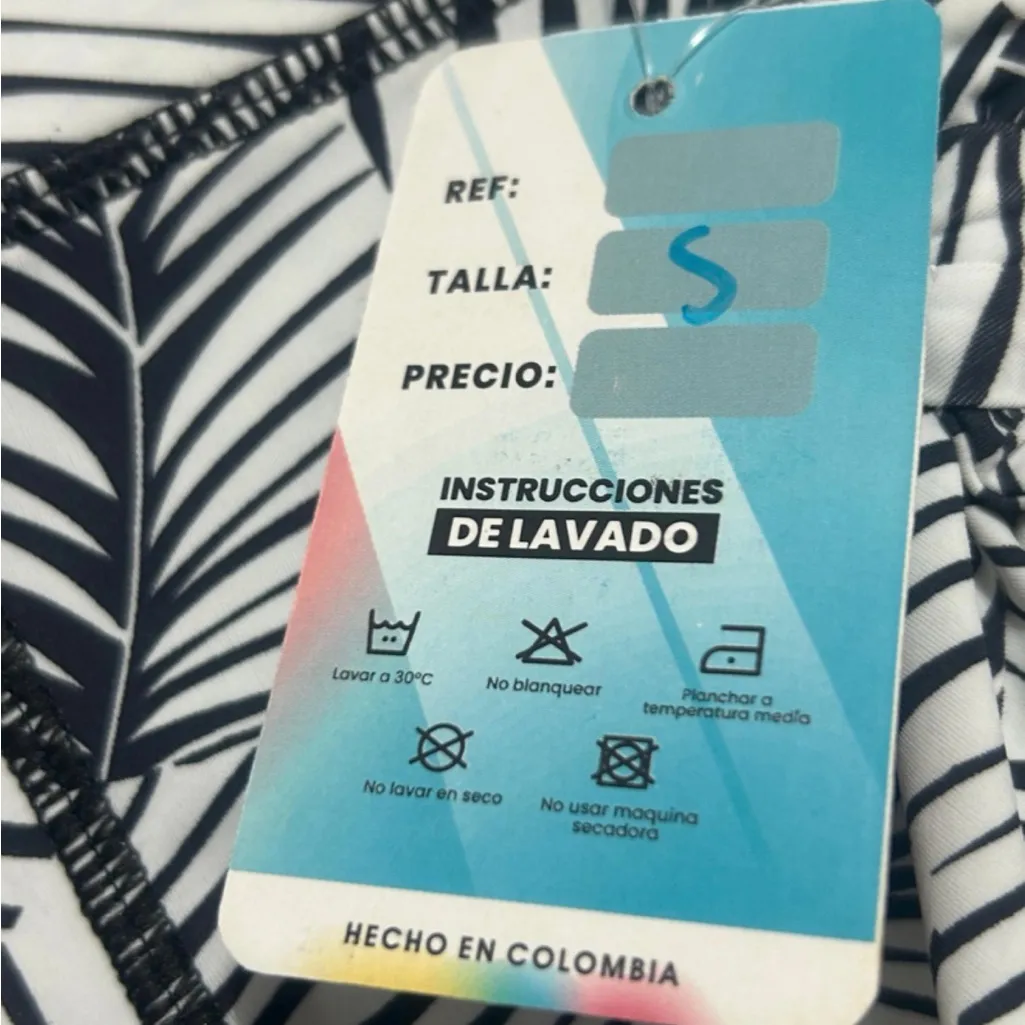 REF:
TALLA: S
PRECIO:
INSTRUCCIONES
DE LAVADO
Lavar a 30ºC
No blanquear
Planchar a
temperatura media
No lavar en seco
No usar maquina
secadora
HECHO EN COLOMBIA